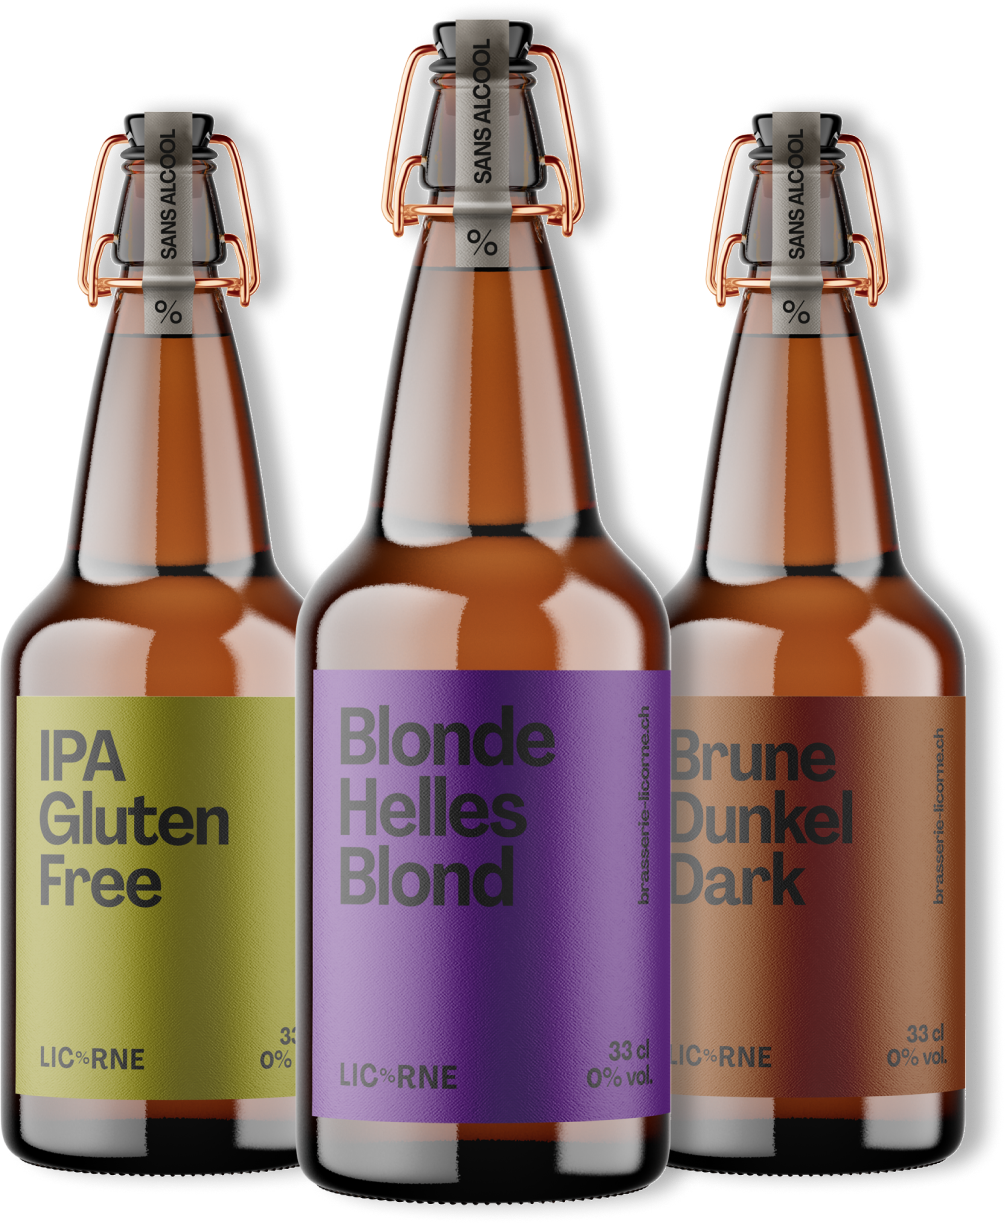 SANS ALCOOL
%
IPA
Gluten
Free
LIC%RNE
33
0%
SANS ALCOOL
%
Blonde
Helles
Blond
brasserie-licorne.ch
LIC%RNE
33 cl
0% vol.
SANS ALCOOL
%
Brune
Dunkel
Dark
brasserie-licorne.ch
LIC%RNE
33 cl
0% vol.